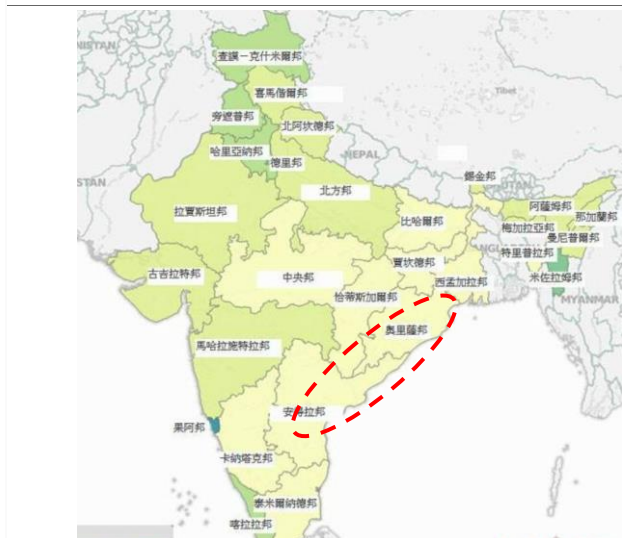 查謨－克什米爾邦
喜馬偕爾邦
旁遮普邦
北阿坎德邦
Tibet
哈里亞納邦
德里邦
NEPAL
錫金邦
北方邦
阿薩姆邦
那加蘭邦
拉賈斯坦邦
比哈爾邦
梅加拉亞邦
曼尼普爾邦
賈坎德邦
特里普拉邦
古吉拉特邦
中央邦
西孟加拉邦
米佐拉姆邦
恰蒂斯加爾邦
MYANMAR
奧里薩邦
馬哈拉施特拉邦
安得拉邦
果阿邦
卡納塔克邦
泰米爾納德邦
喀拉拉邦